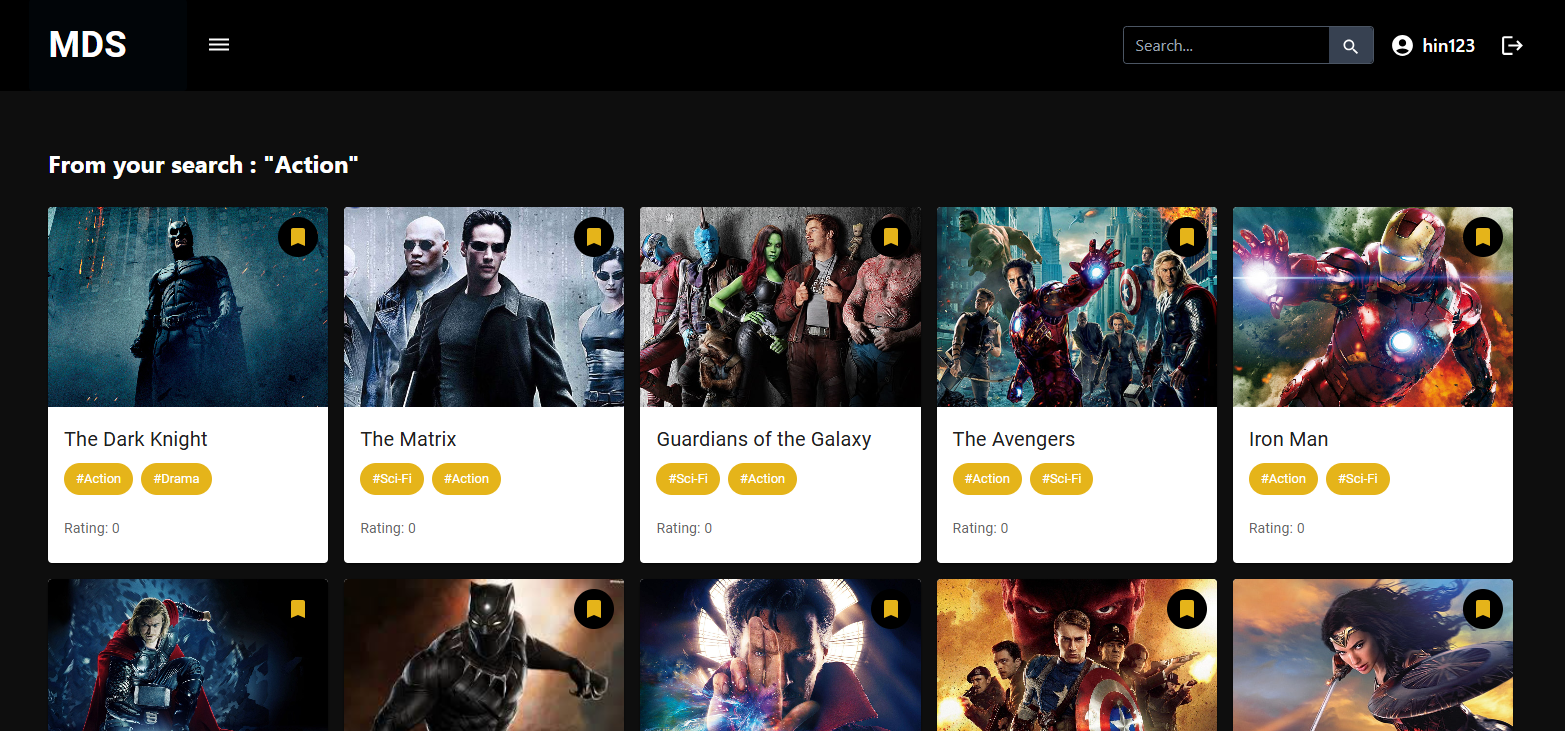 MDS
Search...
hin123
From your search : "Action"
The Dark Knight
#Action #Drama
Rating: 0
The Matrix
#Sci-Fi #Action
Rating: 0
Guardians of the Galaxy
#Sci-Fi #Action
Rating: 0
The Avengers
#Action #Sci-Fi
Rating: 0
Iron Man
#Action #Sci-Fi
Rating: 0